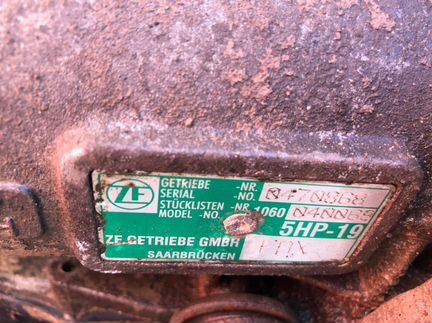 ZF
GETRIEBE -NR.
SERIAL -NO.
STÜCKLISTEN -NR.
MODEL -NO. 1060
5HP-19
ZF GETRIEBE GMBH
SAARBRÜCKEN